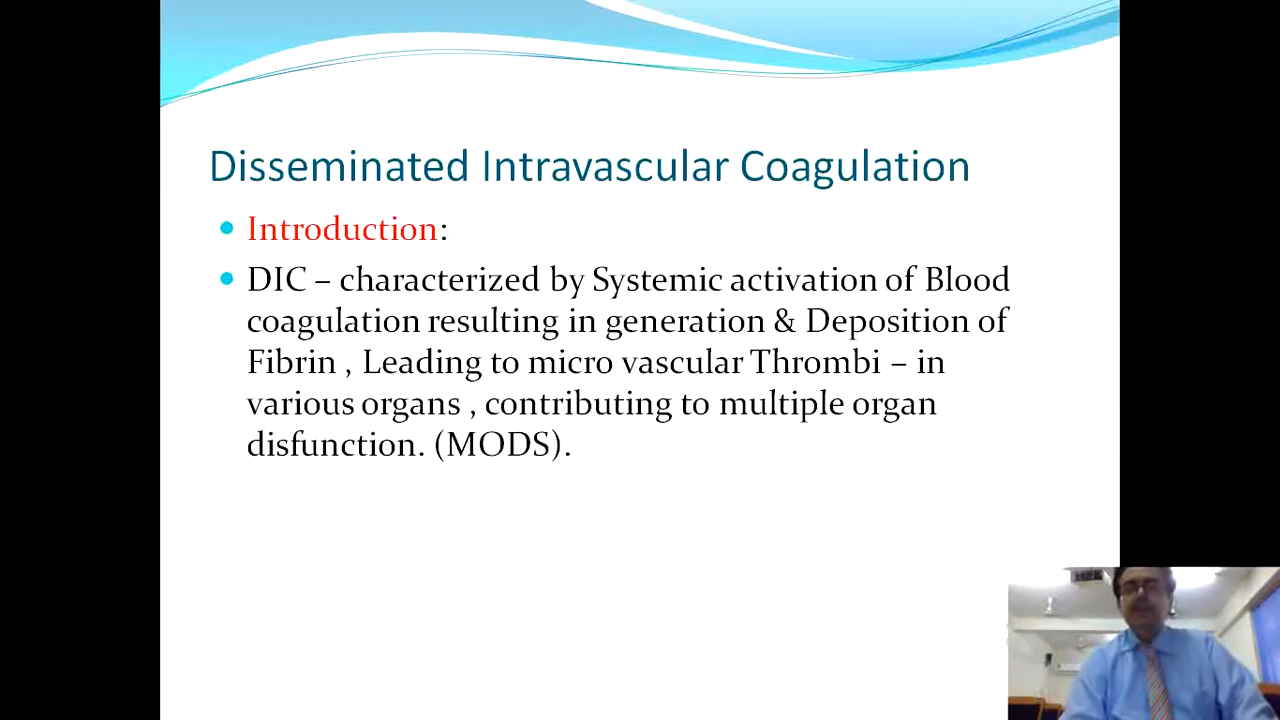 Disseminated Intravascular Coagulation
Introduction:
DIC – characterized by Systemic activation of Blood
coagulation resulting in generation & Deposition of
Fibrin , Leading to micro vascular Thrombi – in
various organs , contributing to multiple organ
disfunction. (MODS).